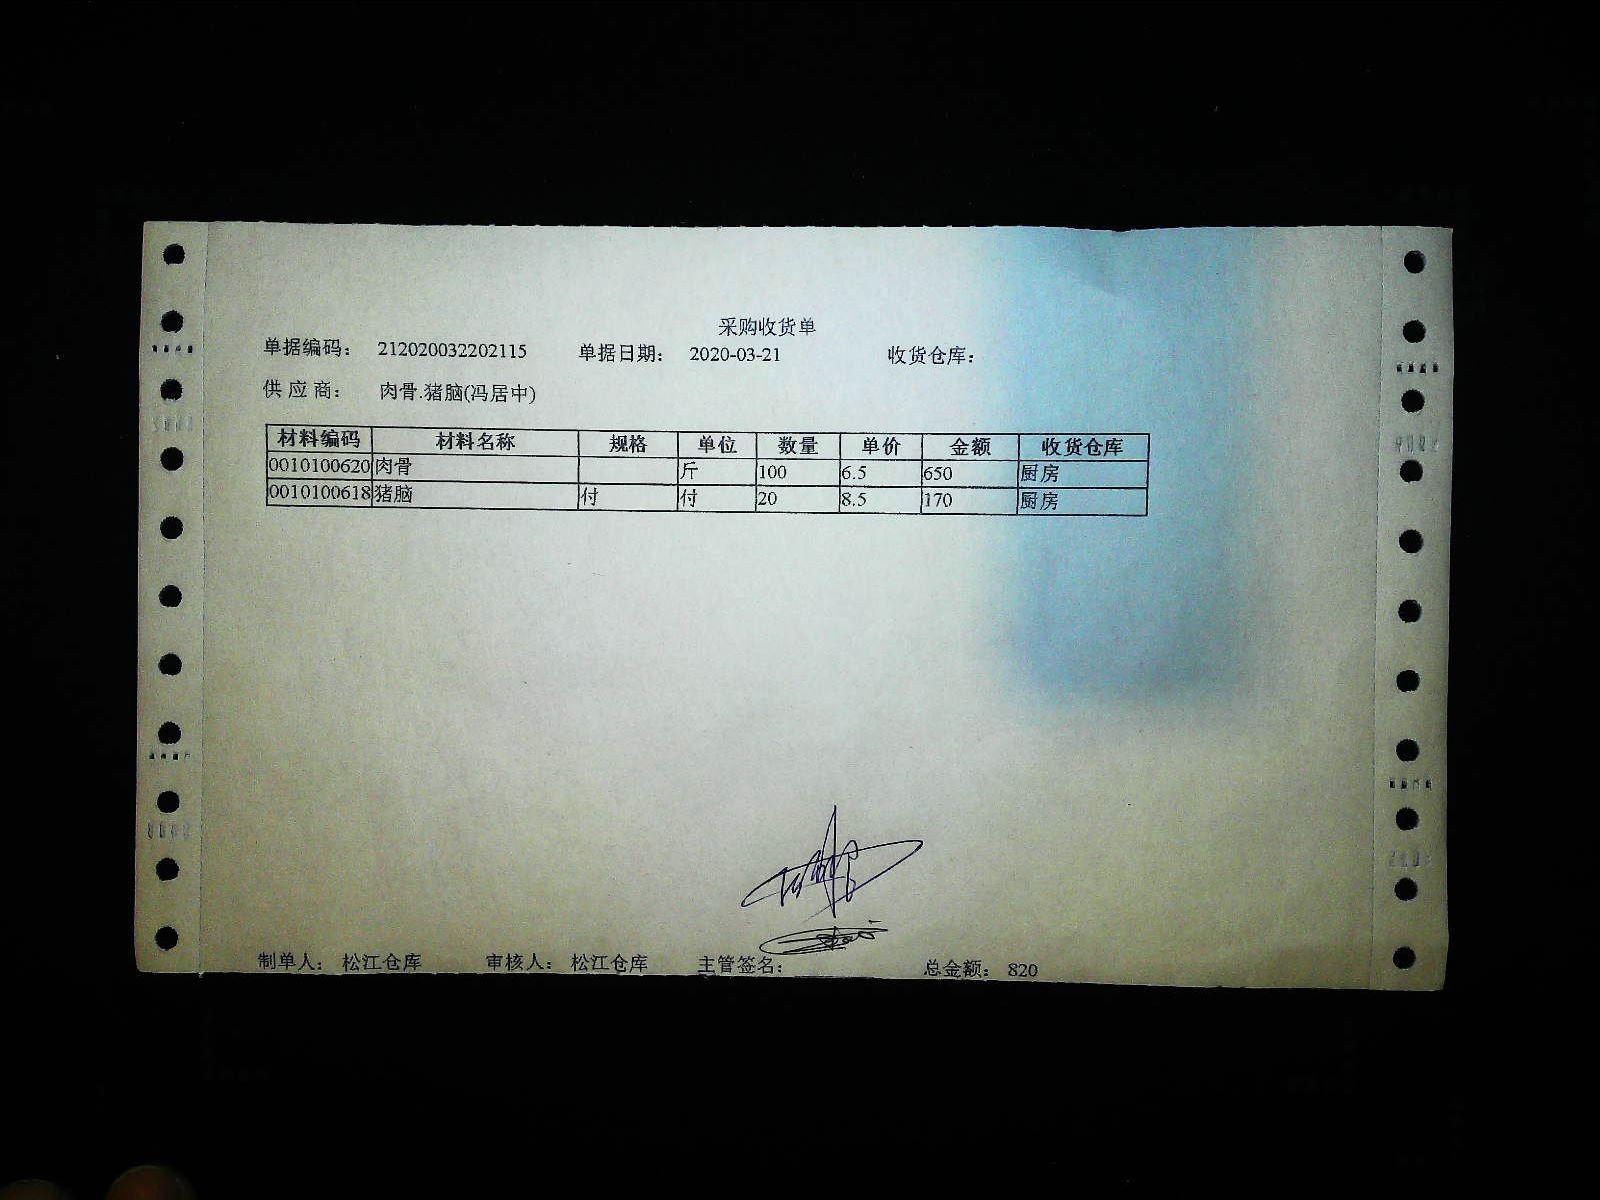 采购收货单
单据编码： 212020032202115 单据日期： 2020-03-21 收货仓库：
供 应 商： 肉骨.猪脑(冯居中)
材料编码 材料名称 规格 单位 数量 单价 金额 收货仓库
0010100620 肉骨 斤 100 6.5 650 厨房
0010100618 猪脑 付 付 20 8.5 170 厨房
制单人： 松江仓库 审核人： 松江仓库 主管签名： 总金额： 820